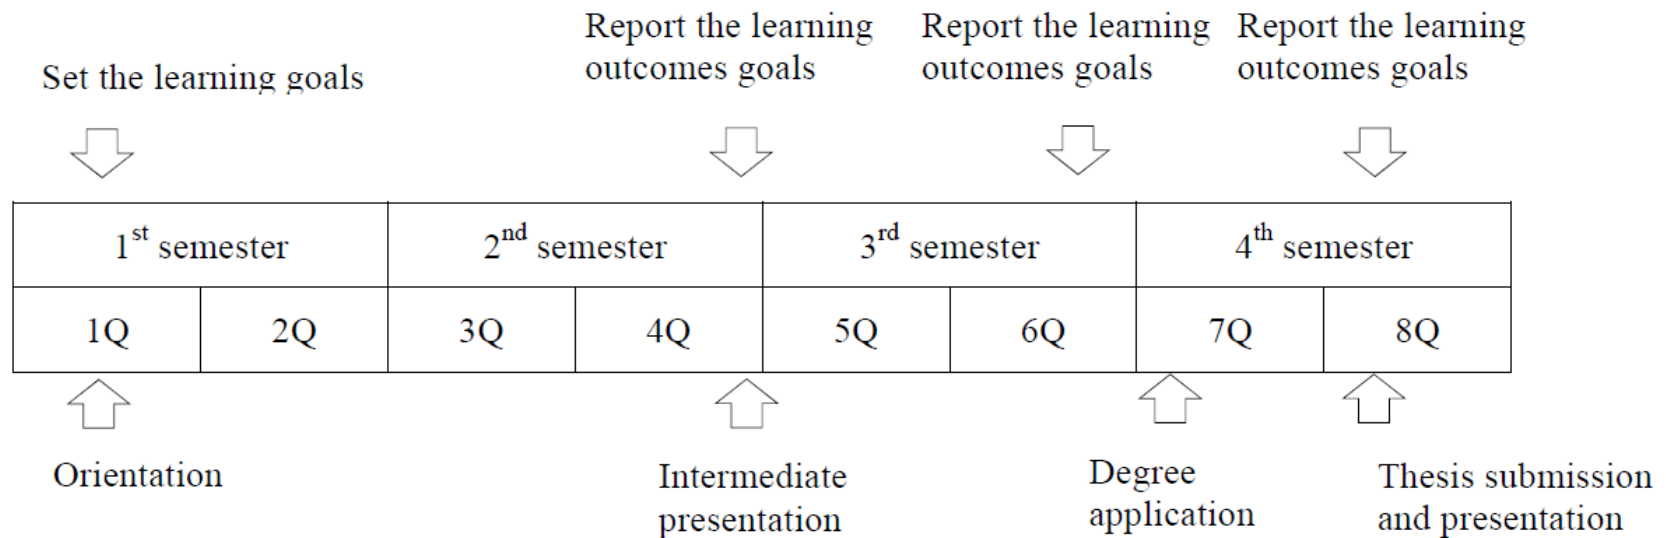 Set the learning goals
Report the learning
outcomes goals
Report the learning
outcomes goals
Report the learning
outcomes goals
1st semester
2nd semester
3rd semester
4th semester
1Q
2Q
3Q
4Q
5Q
6Q
7Q
8Q
Orientation
Intermediate
presentation
Degree
application
Thesis submission
and presentation